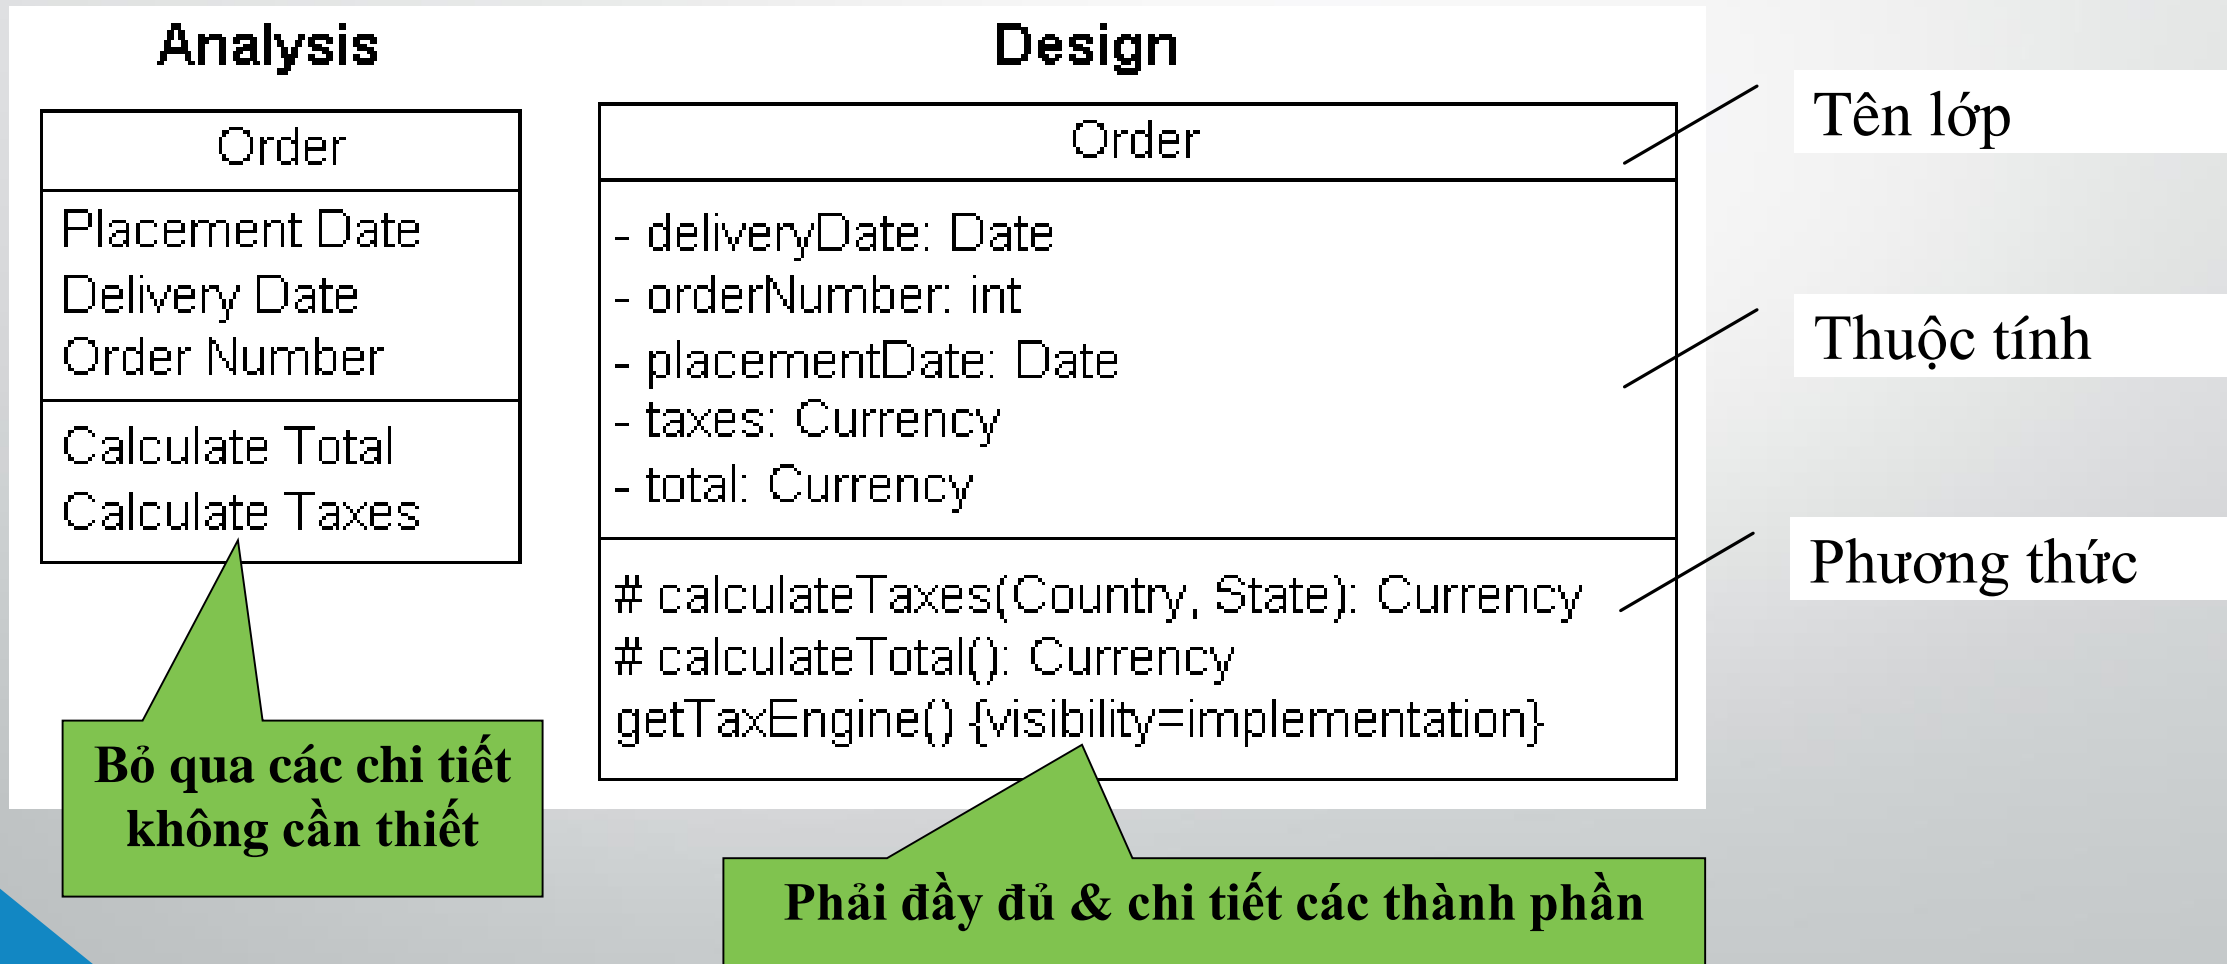 Analysis
Order
Placement Date
Delivery Date
Order Number
Calculate Total
Calculate Taxes
Bỏ qua các chi tiết
không cần thiết
Design
Order
- deliveryDate: Date
- orderNumber: int
- placementDate: Date
- taxes: Currency
- total: Currency
# calculateTaxes(Country, State): Currency
# calculateTotal(): Currency
getTaxEngine() {visibility=implementation}
Phải đầy đủ & chi tiết các thành phần
Tên lớp
Thuộc tính
Phương thức